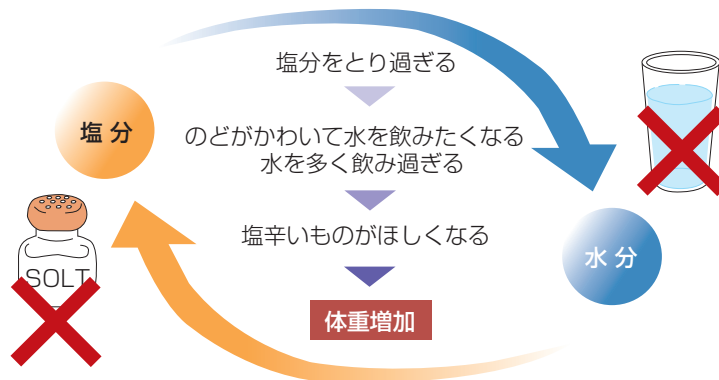 塩分をとり過ぎる
塩分
のどがかわいて水を飲みたくなる
水を多く飲み過ぎる
塩辛いものがほしくなる
水分
SOLT
体重増加